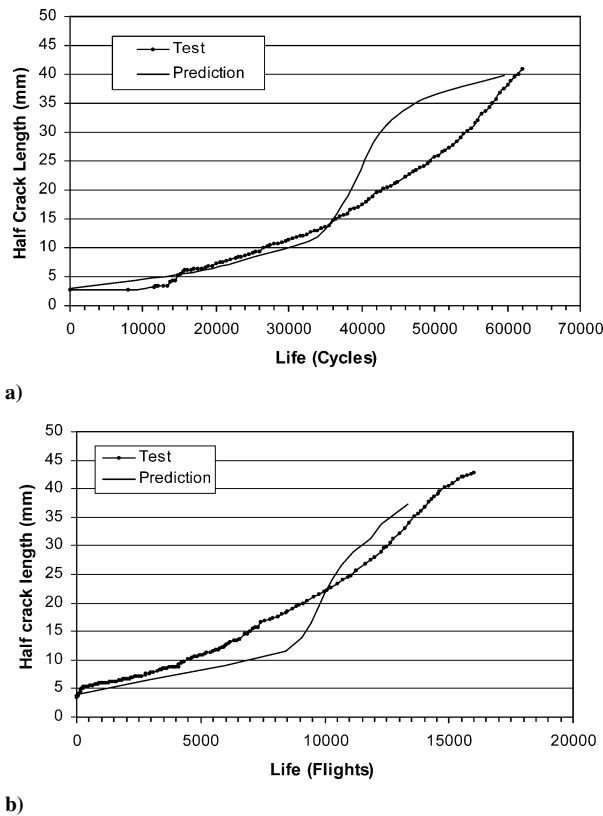 50
45
40
35
30
25
20
15
10
5
0
Half Crack Length (mm)
Test
Prediction
0 10000 20000 30000 40000 50000 60000 70000
Life (Cycles)
a)
50
45
40
35
30
25
20
15
10
5
0
Half crack length (mm)
Test
Prediction
0 5000 10000 15000 20000
Life (Flights)
b)